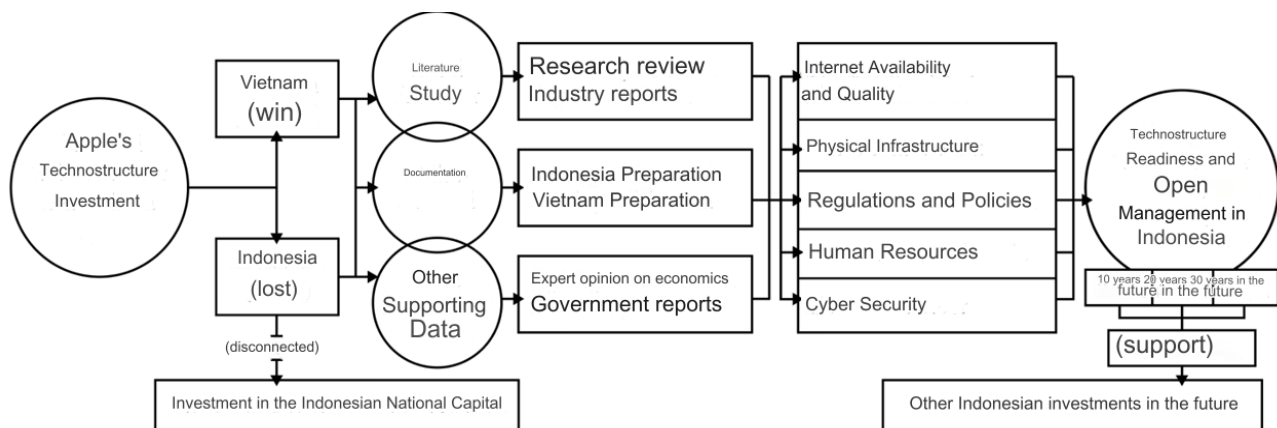 Apple's
Technostructure
Investment
Vietnam
(win)
Indonesia
(lost)
(disconnected)
Investment in the Indonesian National Capital
Literature
Study
Documentation
Other
Supporting
Data
Research review
Industry reports
Indonesia Preparation
Vietnam Preparation
Expert opinion on economics
Government reports
Internet Availability
and Quality
Physical Infrastructure
Regulations and Policies
Human Resources
Cyber Security
Technostructure
Readiness and
Open
Management in
Indonesia
10 years 20 years 30 years in the
future in the future
(support)
Other Indonesian investments in the future